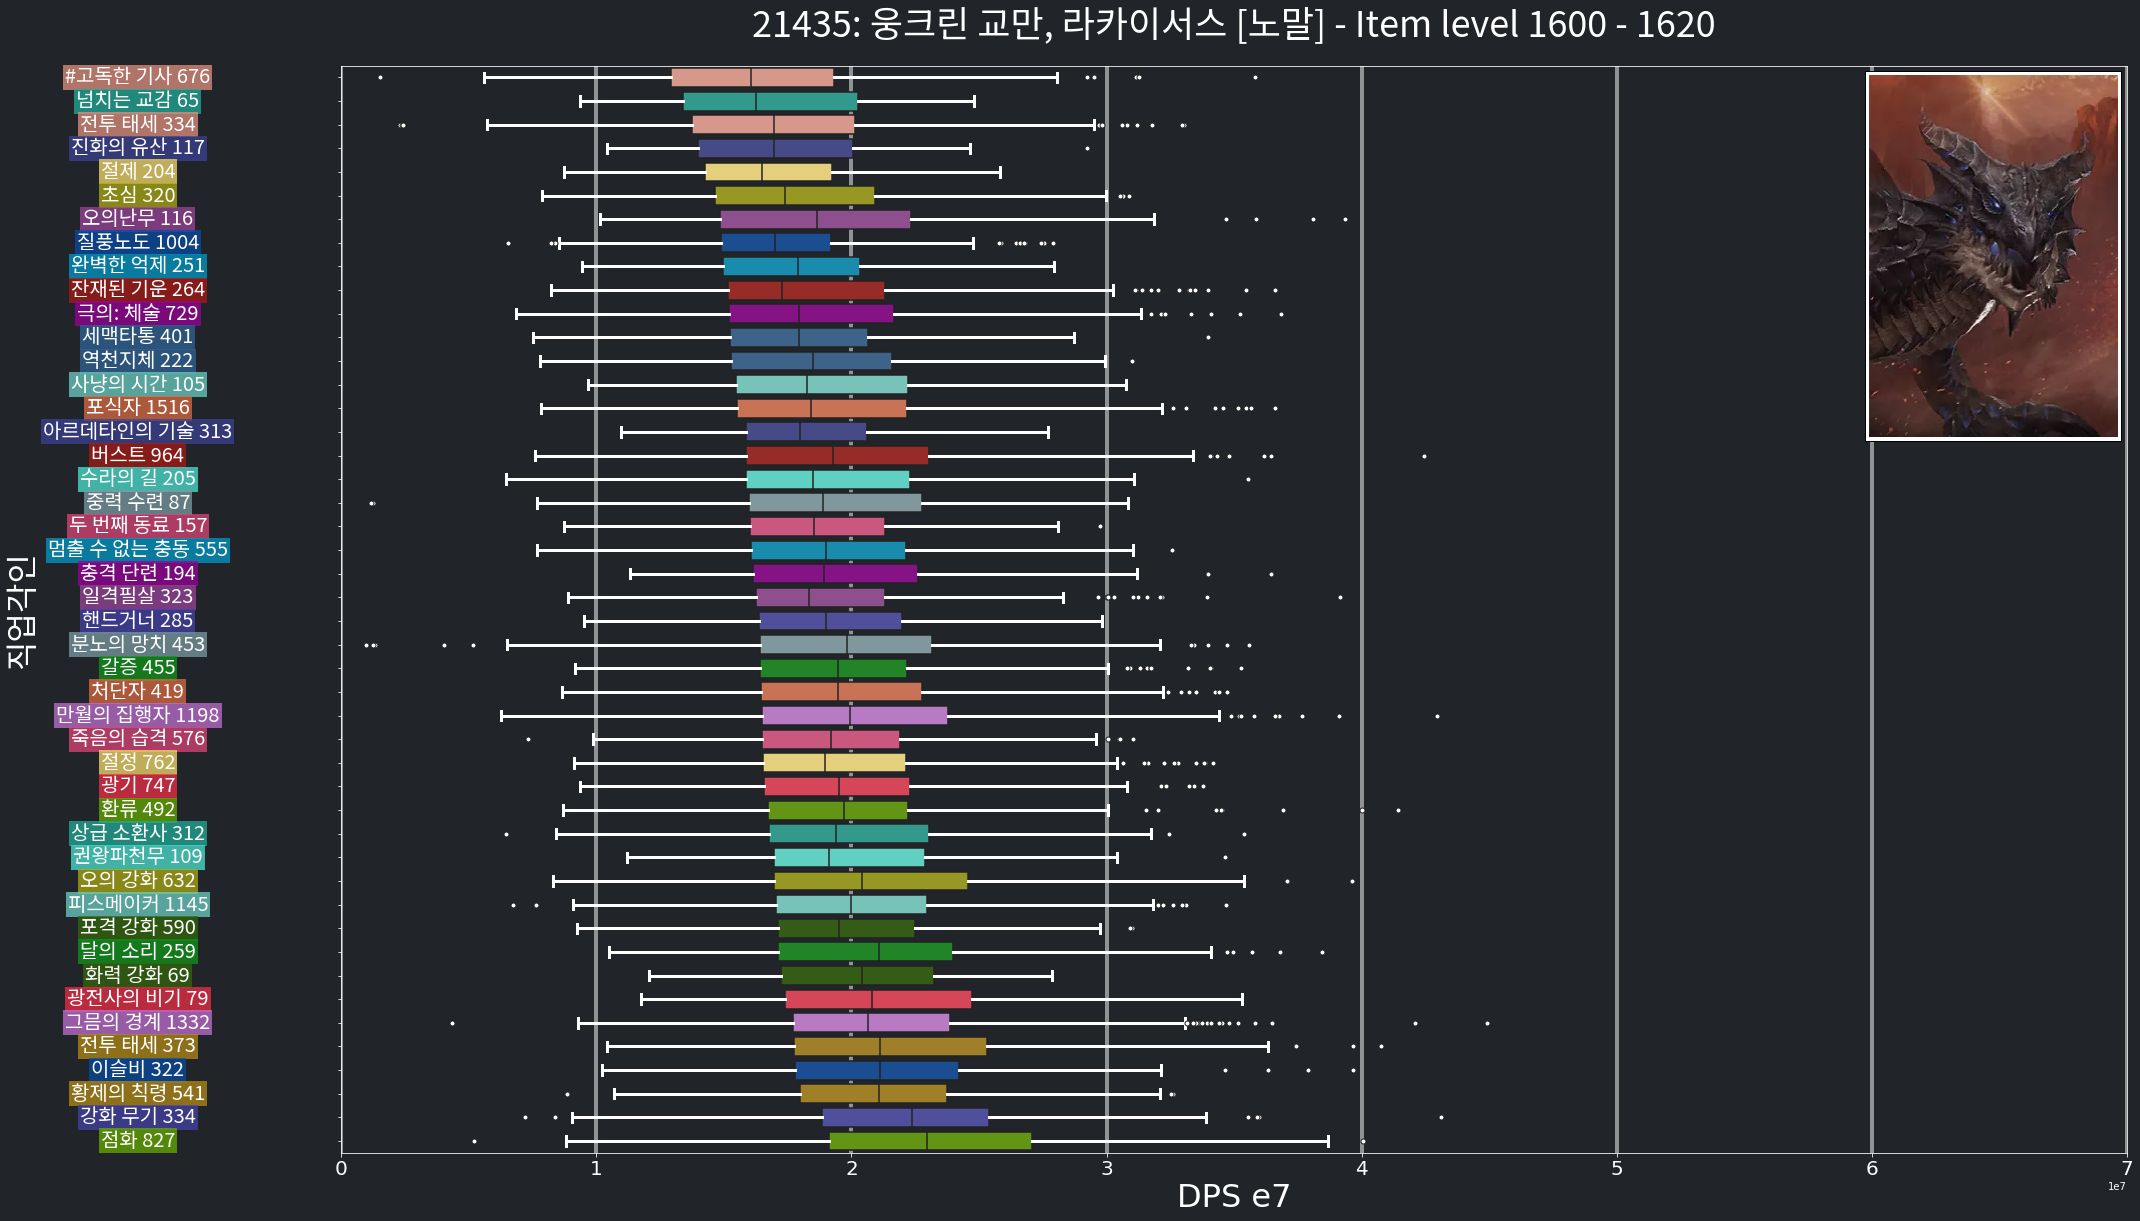 21435: 웅크린 교만, 라카이서스 [노말] - Item level 1600 - 1620
#고독한 기사 676
넘치는 교감 65
전투 태세 334
진화의 유산 117
절제 204
초심 320
오의난무 116
질풍노도 1004
완벽한 억제 251
잔재된 기운 264
극의: 체술 729
세맥타통 401
역천지체 222
사냥의 시간 105
포식자 1516
아르데타인의 기술 313
버스트 964
수라의 길 205
중력 수련 87
두 번째 동료 157
멈출 수 없는 충동 555
충격 단련 194
일격필살 323
핸드거너 285
분노의 망치 453
갈증 455
처단자 419
만월의 집행자 1198
죽음의 습격 576
절정 762
광기 747
환류 492
상급 소환사 312
권왕파천무 109
오의 강화 632
피스메이커 1145
포격 강화 590
달의 소리 259
화력 강화 69
광전사의 비기 79
그믐의 경계 1332
전투 태세 373
이슬비 322
황제의 칙령 541
강화 무기 334
점화 827
직업각인
0 1 2 3 4 5 6 7
DPS e7
1e7